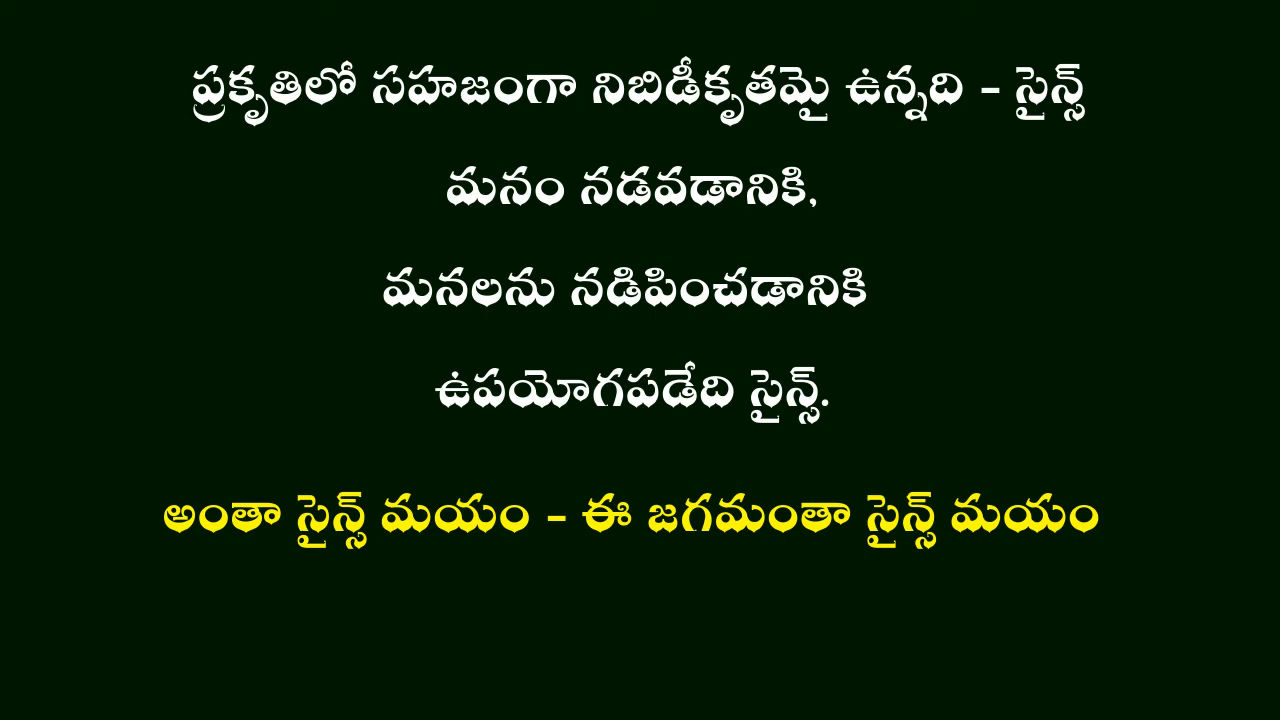 ప్రకృతిలో సహజంగా నిబిడీకృతమై ఉన్నది - సైన్స్
మనం నడవడానికి,
మనలను నడిపించడానికి
ఉపయోగపడేది సైన్స్.
అంతా సైన్స్ మయం - ఈ జగమంతా సైన్స్ మయం